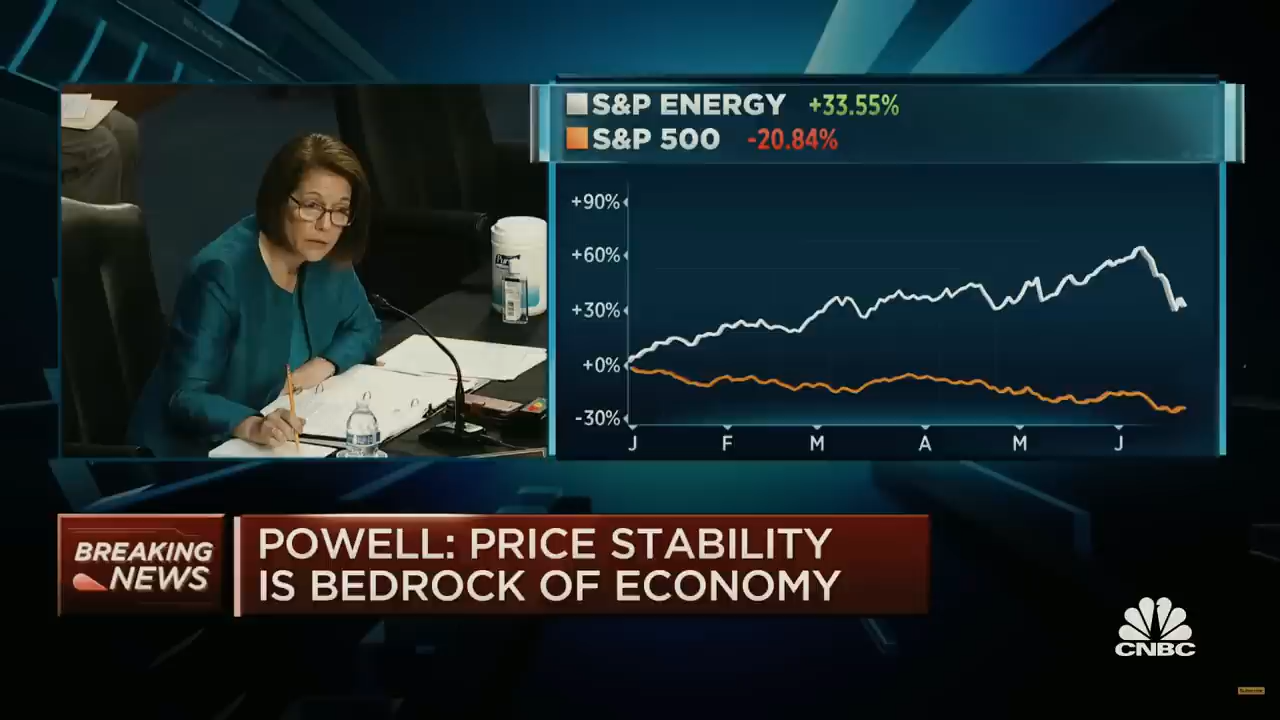 S&P ENERGY +33.55%
S&P 500 -20.84%
+90%
+60%
+30%
+0%
-30%
J F M A M J
BREAKING NEWS
POWELL: PRICE STABILITY
IS BEDROCK OF ECONOMY
CNBC
Subscribe